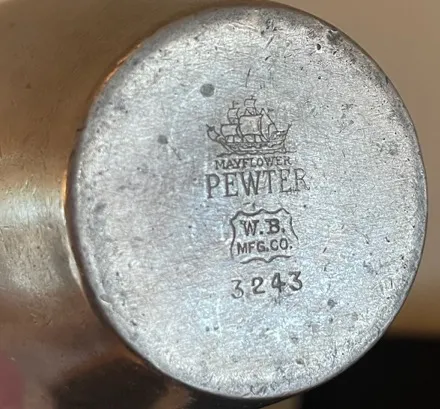 MAYFLOWER
PEWTER
W.B.
MFG.CO.
3243